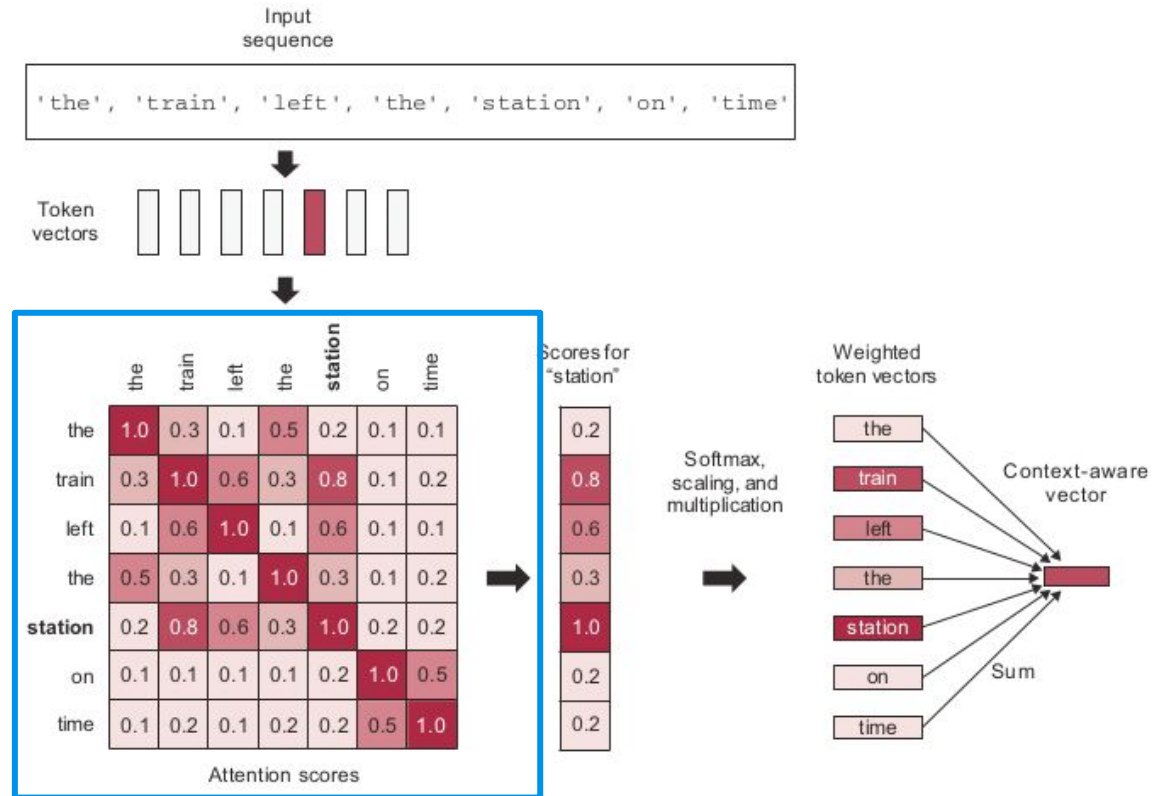 Input
sequence
'the', 'train', 'left', 'the', 'station', 'on', 'time'
Token
vectors
the train left the station on time
the 1.0 0.3 0.1 0.5 0.2 0.1 0.1
train 0.3 1.0 0.6 0.3 0.8 0.1 0.2
left 0.1 0.6 1.0 0.1 0.6 0.1 0.1
the 0.5 0.3 0.1 1.0 0.3 0.1 0.2
station 0.2 0.8 0.6 0.3 1.0 0.2 0.2
on 0.1 0.1 0.1 0.1 0.2 1.0 0.5
time 0.1 0.2 0.1 0.2 0.2 0.5 1.0
Attention scores
Scores for
“station”
0.2
0.8
0.6
0.3
1.0
0.2
0.2
Softmax,
scaling, and
multiplication
Weighted
token vectors
the
train
left
the
station
on
time
Sum
Context-aware
vector